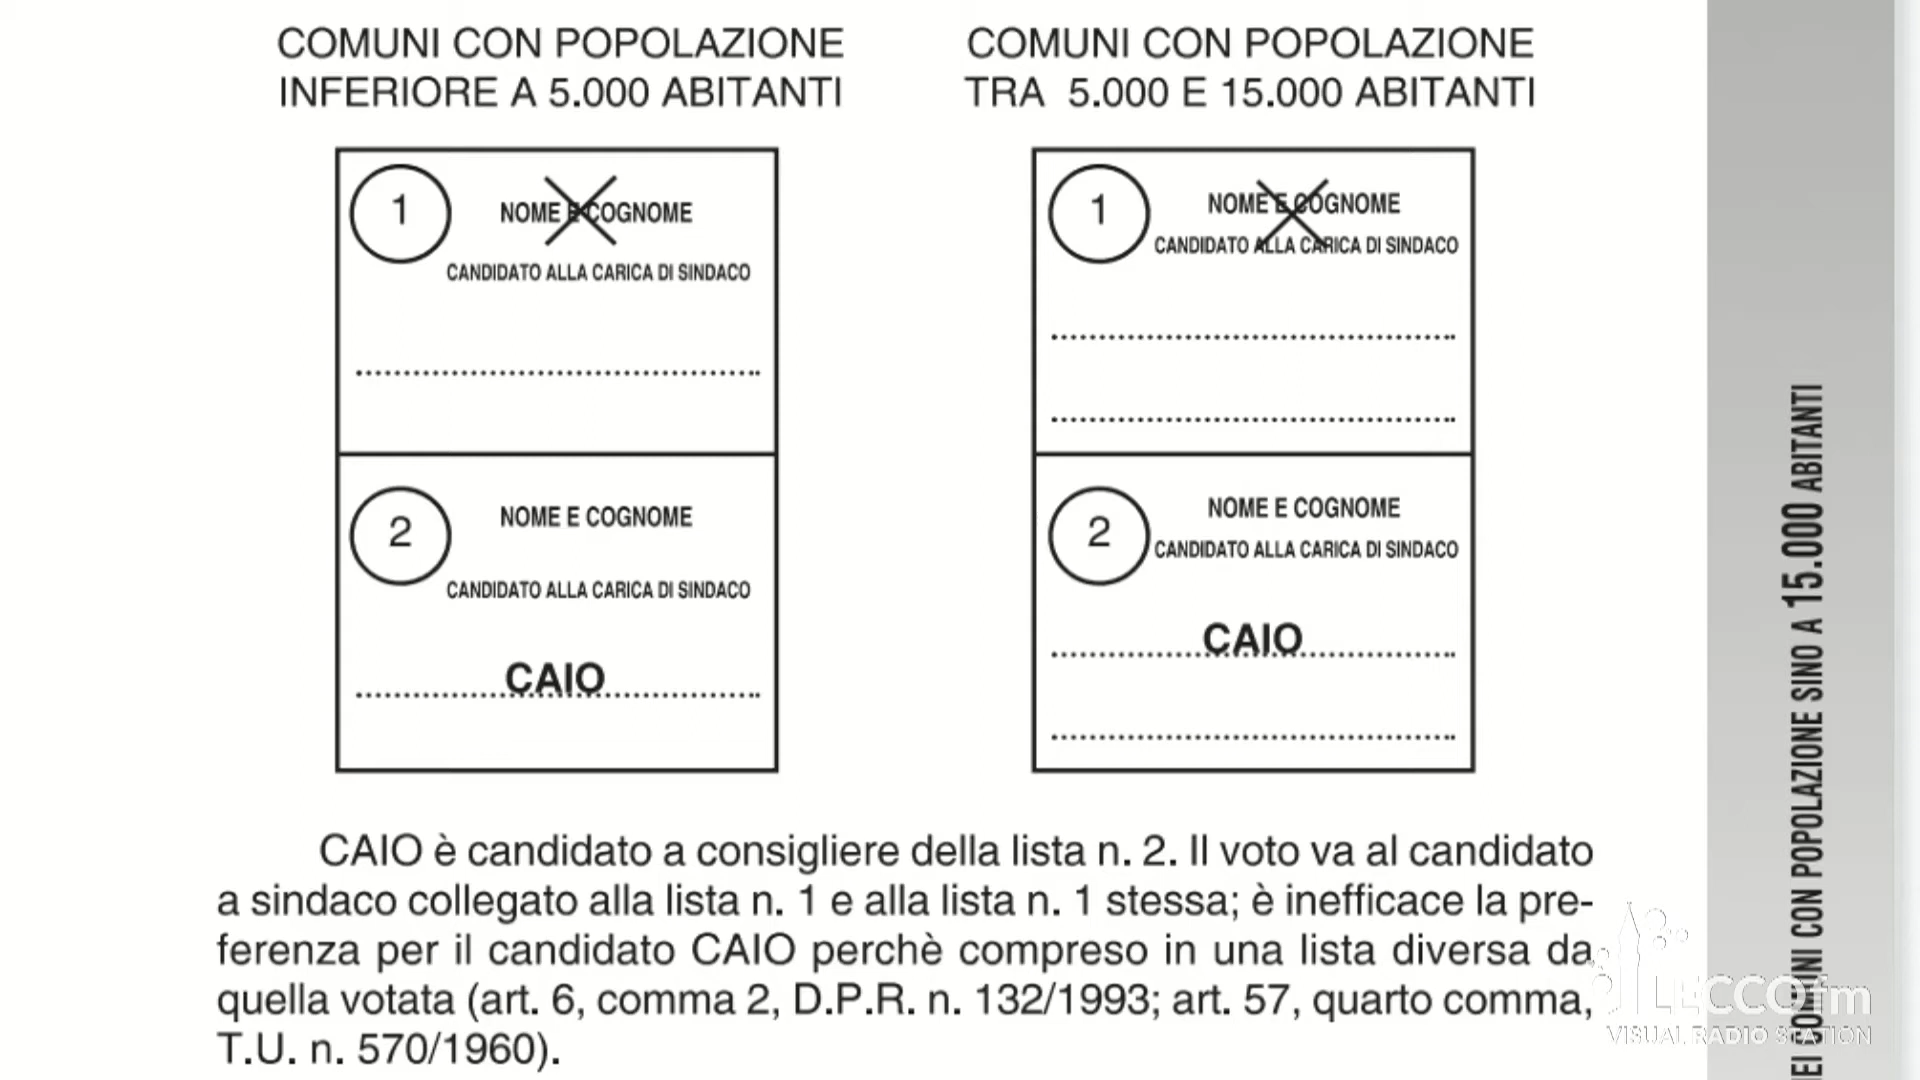 COMUNI CON POPOLAZIONE
INFERIORE A 5.000 ABITANTI
1
NOME E COGNOME
CANDIDATO ALLA CARICA DI SINDACO
2
NOME E COGNOME
CANDIDATO ALLA CARICA DI SINDACO
CAIO
COMUNI CON POPOLAZIONE
TRA 5.000 E 15.000 ABITANTI
1
NOME E COGNOME
CANDIDATO ALLA CARICA DI SINDACO
2
NOME E COGNOME
CANDIDATO ALLA CARICA DI SINDACO
CAIO
CAIO è candidato a consigliere della lista n. 2. Il voto va al candidato
a sindaco collegato alla lista n. 1 e alla lista n. 1 stessa; è inefficace la pre-
ferenza per il candidato CAIO perchè compreso in una lista diversa da
quella votata (art. 6, comma 2, D.P.R. n. 132/1993; art. 57, quarto comma,
T.U. n. 570/1960).
EI COMUNI CON POPOLAZIONE SINO A 15.000 ABITANTI
LECCOfm
VISUAL RADIO STATION